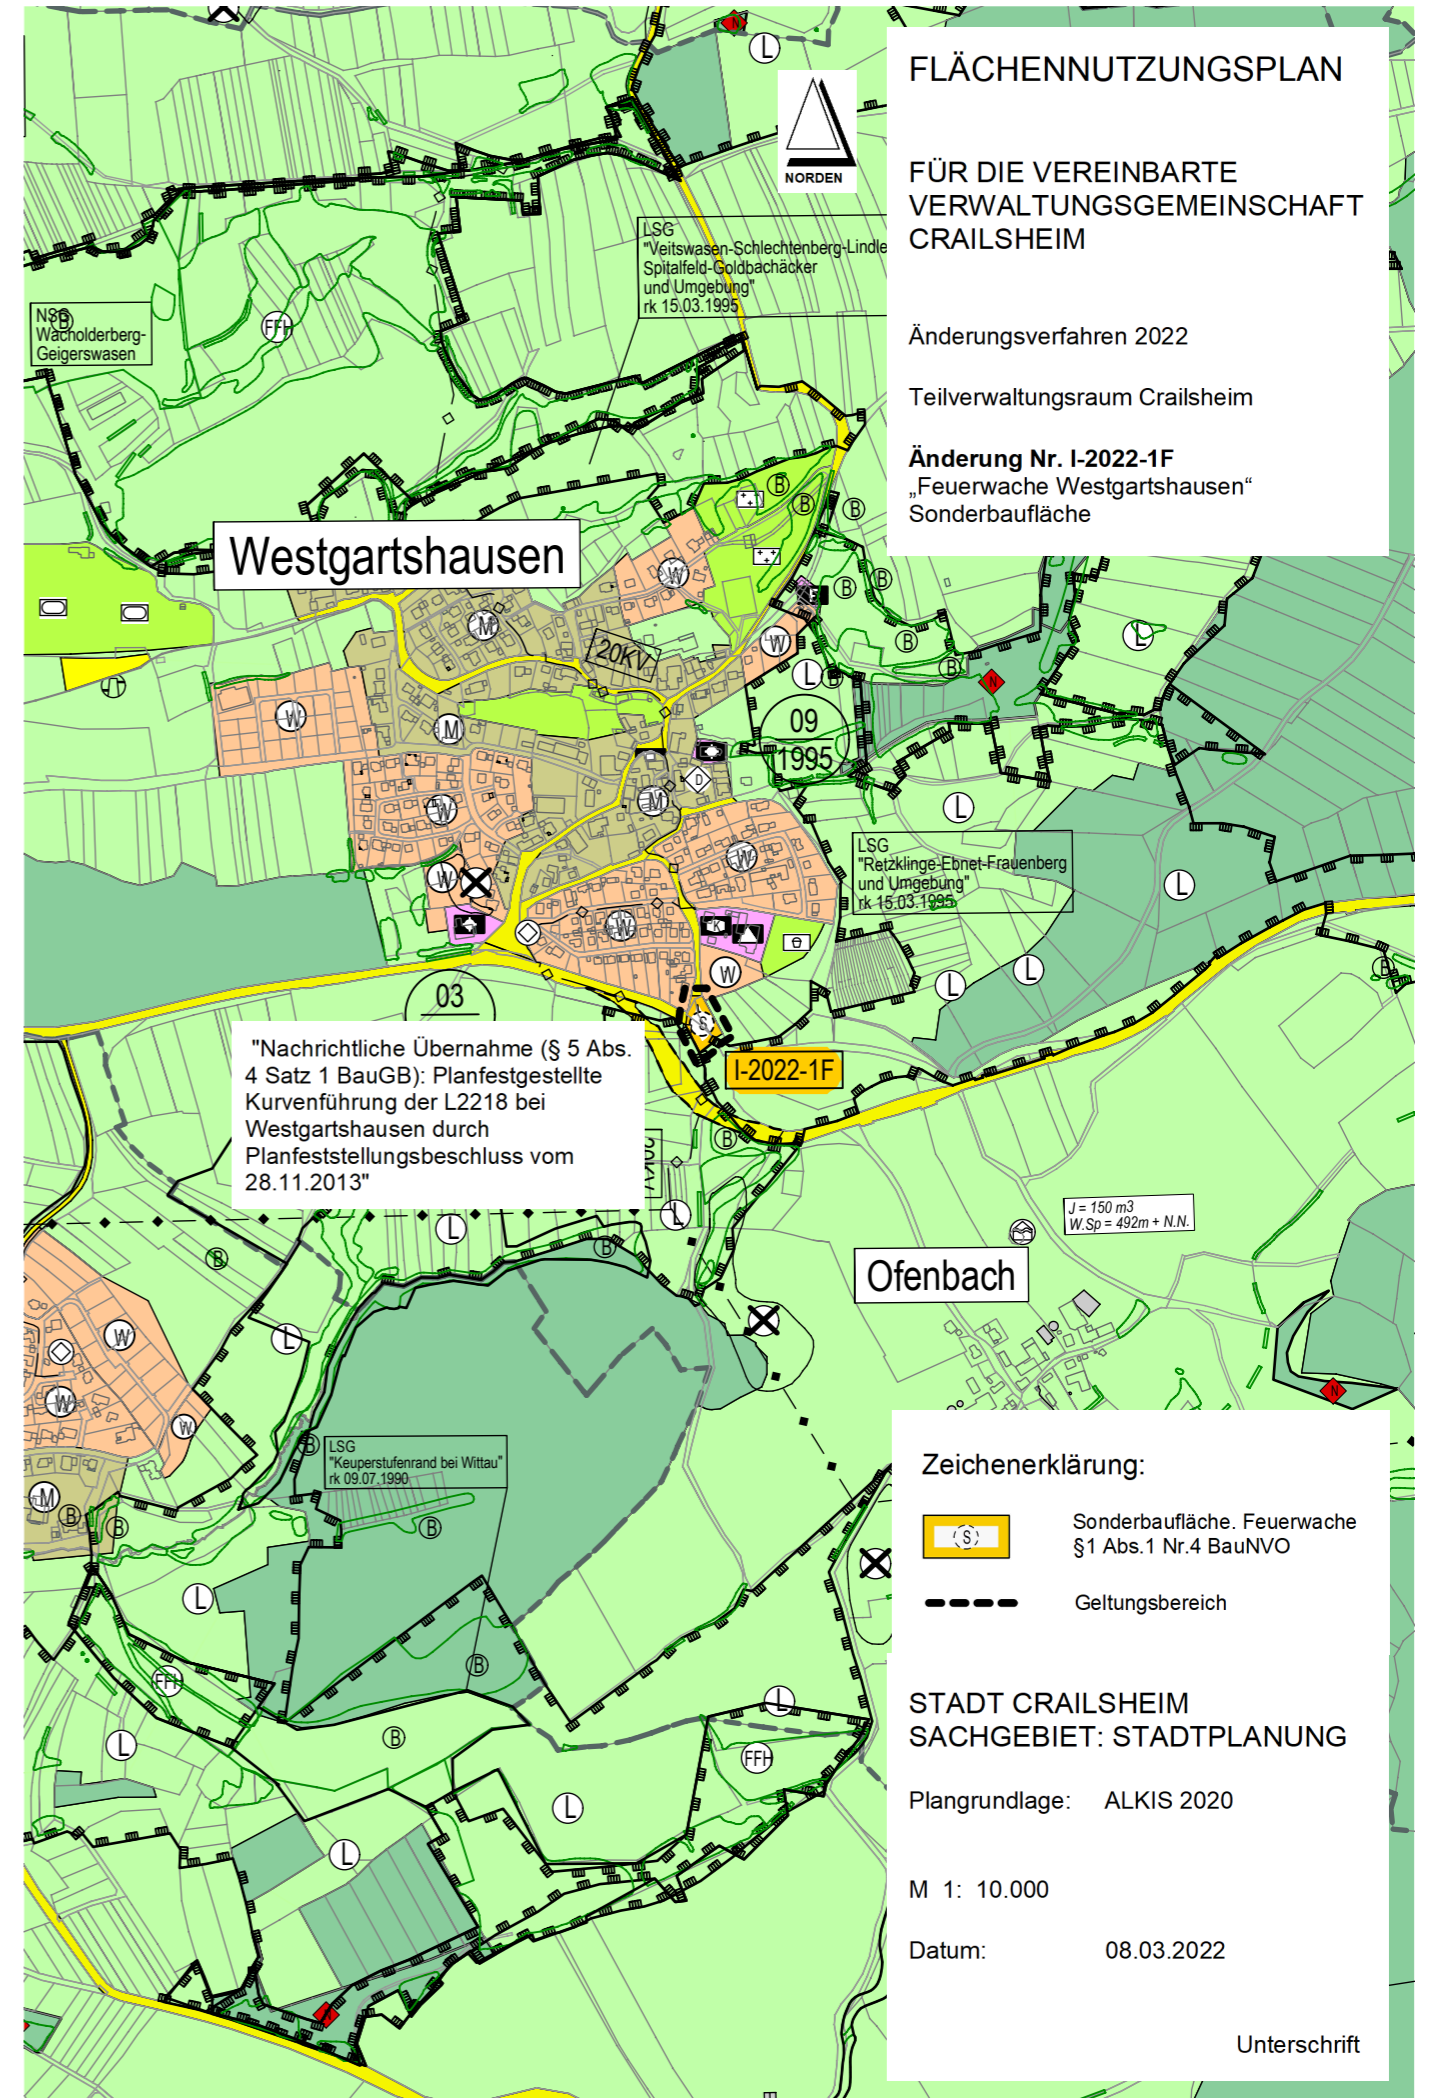 FLÄCHENNUTZUNGSPLAN
FÜR DIE VEREINBARTE
VERWALTUNGSGEMEINSCHAFT
CRAILSHEIM
Änderungsverfahren 2022
Teilverwaltungsraum Crailsheim
Änderung Nr. I-2022-1F
„Feuerwache Westgartshausen“
Sonderbaufläche
NORDEN
LSG
"Veitswasen-Schlechtenberg-Lindle
Spitalfeld-Goldbachäcker
und Umgebung"
rk 15.03.1995
NSG
Wacholderberg-
Geigerswasen
FFH
L
B
B
B
B
B
B
B
B
Westgartshausen
W
M
20KV
W
L
L
N
N
W
M
09
1995
D
M
W
W
W
LSG
"Retzklinge-Ebnet-Frauenberg
und Umgebung"
rk 15.03.1995
L
L
W
K
W
L
L
B
03
S
I-2022-1F
"Nachrichtliche Übernahme (§ 5 Abs.
4 Satz 1 BauGB): Planfestgestellte
Kurvenführung der L2218 bei
Westgartshausen durch
Planfeststellungsbeschluss vom
28.11.2013"
B
L
L
B
B
J = 150 m3
W.Sp = 492m + N.N.
Ofenbach
W
L
W
W
N
M
B
B
B
LSG
"Keuperstufenrand bei Wittau"
rk 09.07.1990
B
L
FFH
B
L
B
L
FFH
L
L
N
Zeichenerklärung:
S
Sonderbaufläche. Feuerwache
§1 Abs.1 Nr.4 BauNVO
Geltungsbereich
STADT CRAILSHEIM
SACHGEBIET: STADTPLANUNG
Plangrundlage: ALKIS 2020
M 1: 10.000
Datum: 08.03.2022
Unterschrift